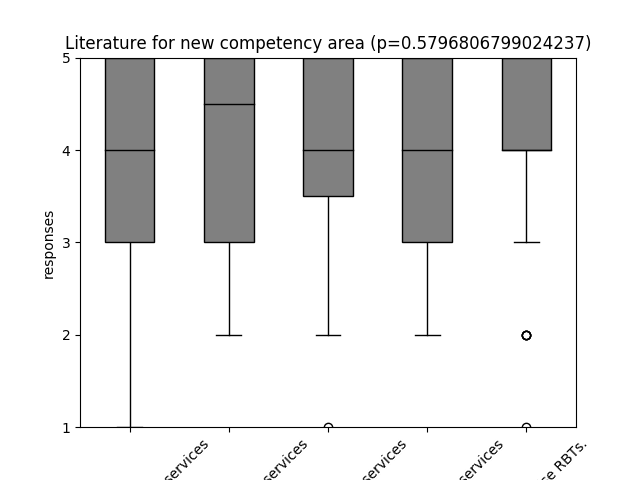 Literature for new competency area (p=0.5796806799024237)
5
4
3
2
1
responses
services
services
services
services
RBTs.